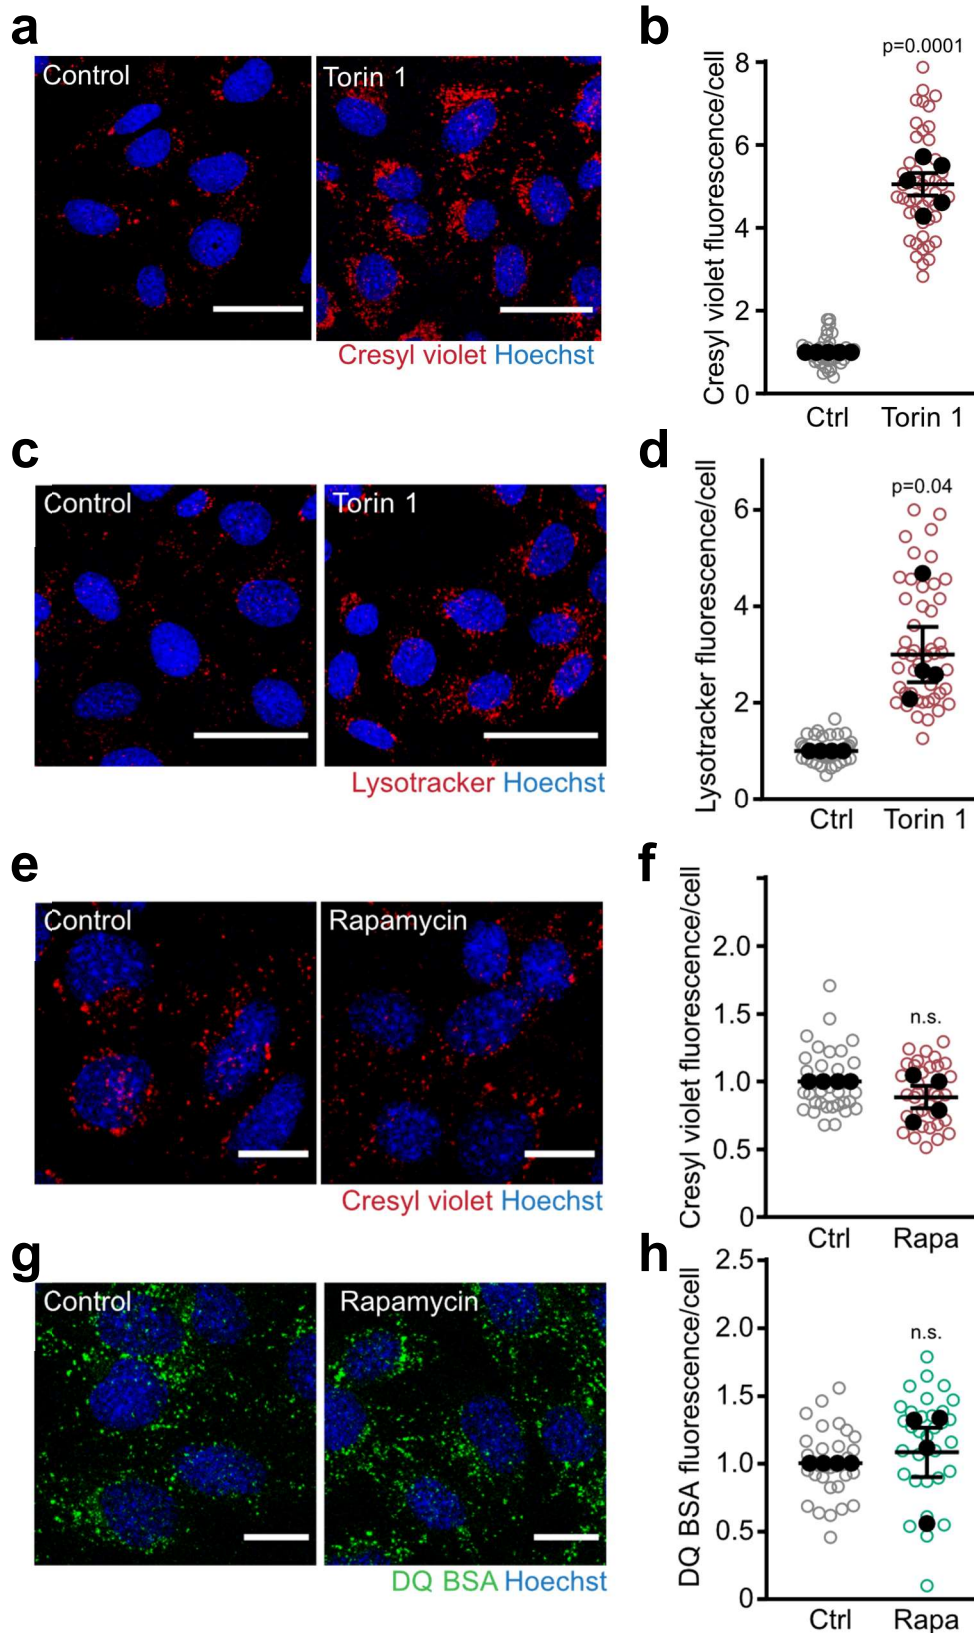 a
Control
Torin 1
Cresyl violet Hoechst
b
p=0.0001
Cresyl violet fluorescence/cell
8
6
4
2
0
Ctrl
Torin 1
c
Control
Torin 1
Lysotracker Hoechst
d
p=0.04
Lysotracker fluorescence/cell
6
4
2
0
Ctrl
Torin 1
e
Control
Rapamycin
Cresyl violet Hoechst
f
n.s.
Cresyl violet fluorescence/cell
2.0
1.5
1.0
0.5
0
Ctrl
Rapa
g
Control
Rapamycin
DQ BSA Hoechst
h
n.s.
DQ BSA fluorescence/cell
2.5
2.0
1.5
1.0
0.5
0
Ctrl
Rapa